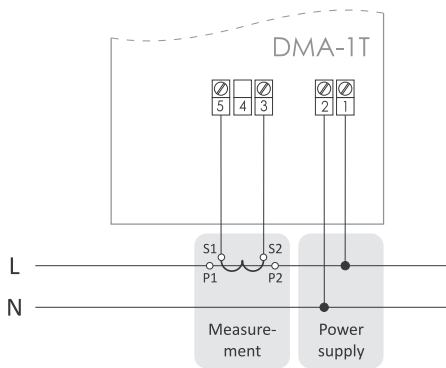 DMA-1T
5 4 3 2 1
S1 S2
L
P1 P2
N
Measure-
ment
Power
supply